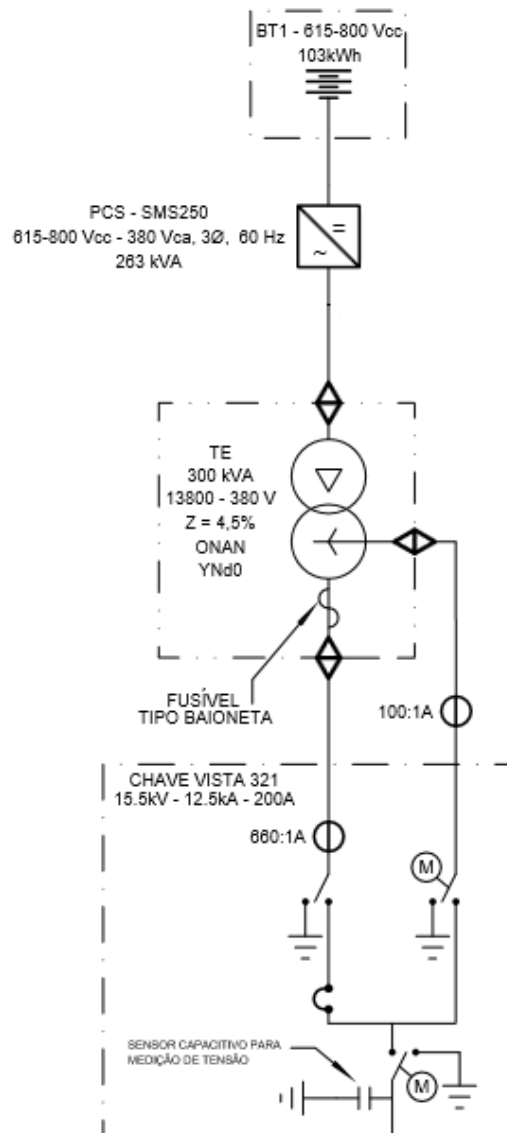 BT1 - 615-800 Vcc
103kWh
PCS - SMS250
615-800 Vcc - 380 Vca, 3Ø, 60 Hz
263 kVA
=
~
TE
300 kVA
13800 - 380 V
Z = 4,5%
ONAN
YNd0
FUSÍVEL
TIPO BAIONETA
100:1A
CHAVE VISTA 321
15.5kV - 12.5kA - 200A
660:1A
M
SENSOR CAPACITIVO PARA
MEDIÇÃO DE TENSÃO
M